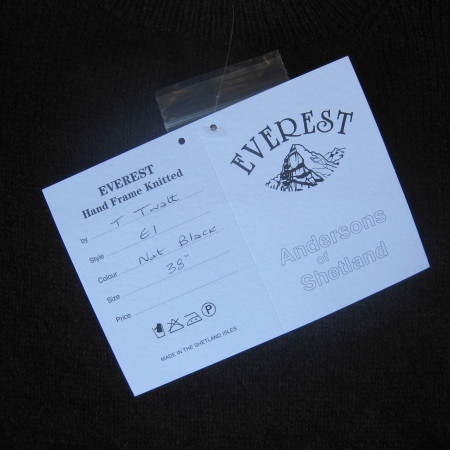 EVEREST
Hand Frame Knitted
by T Twatt
Style E1
Colour Nat Black
Size 38"
Price
P
MADE IN THE SHETLAND ISLES
EVEREST
Andersons
of
Shetland